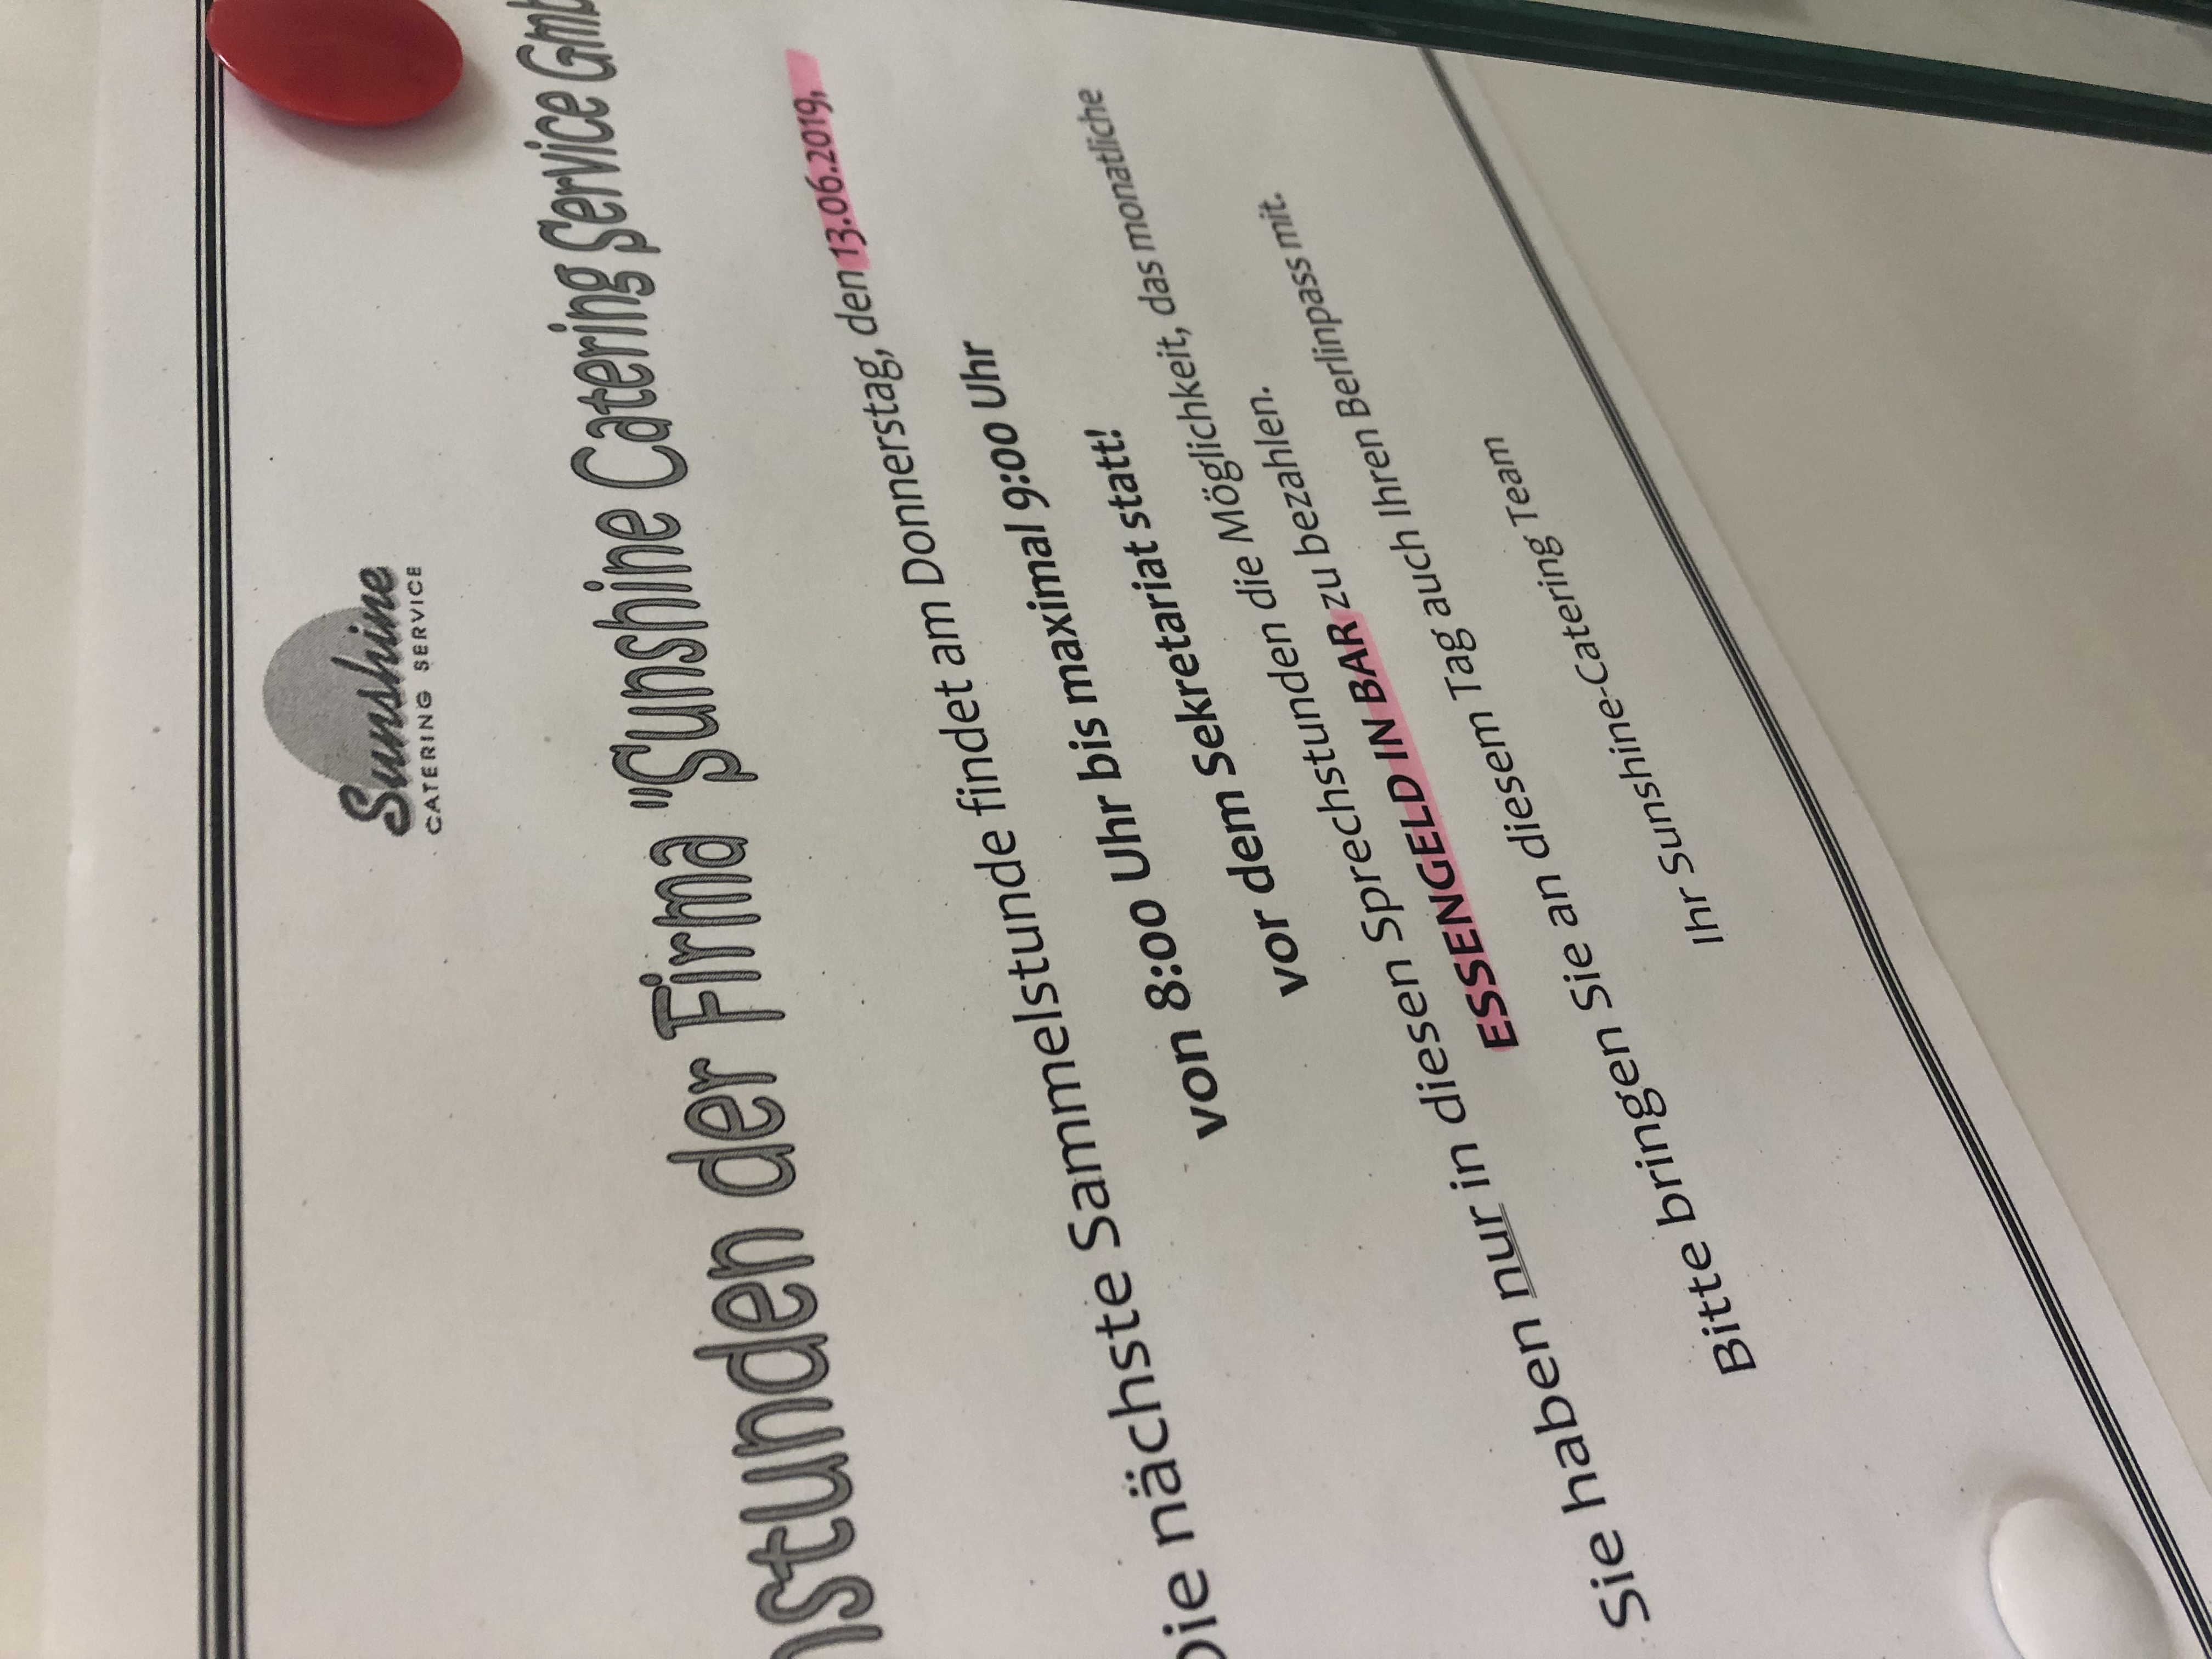 Sunshine
CATERING SERVICE
nstunden der Firma "Sunshine Catering Service Gmb
Die nächste Sammelstunde findet am Donnerstag, den 13.06.2019,
von 8:00 Uhr bis maximal 9:00 Uhr
vor dem Sekretariat statt!
Sie haben nur in diesen Sprechstunden die Möglichkeit, das monatliche
ESSENGELD IN BAR zu bezahlen.
Bitte bringen Sie an diesem Tag auch Ihren Berlinpass mit.
Ihr Sunshine-Catering Team